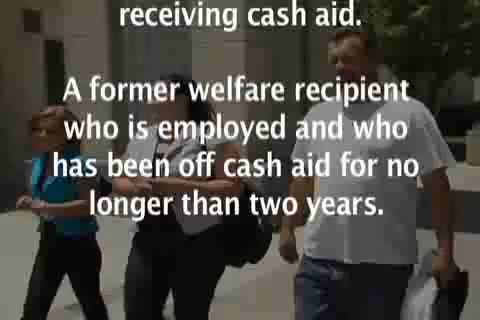 receiving cash aid.
A former welfare recipient
who is employed and who
has been off cash aid for no
longer than two years.